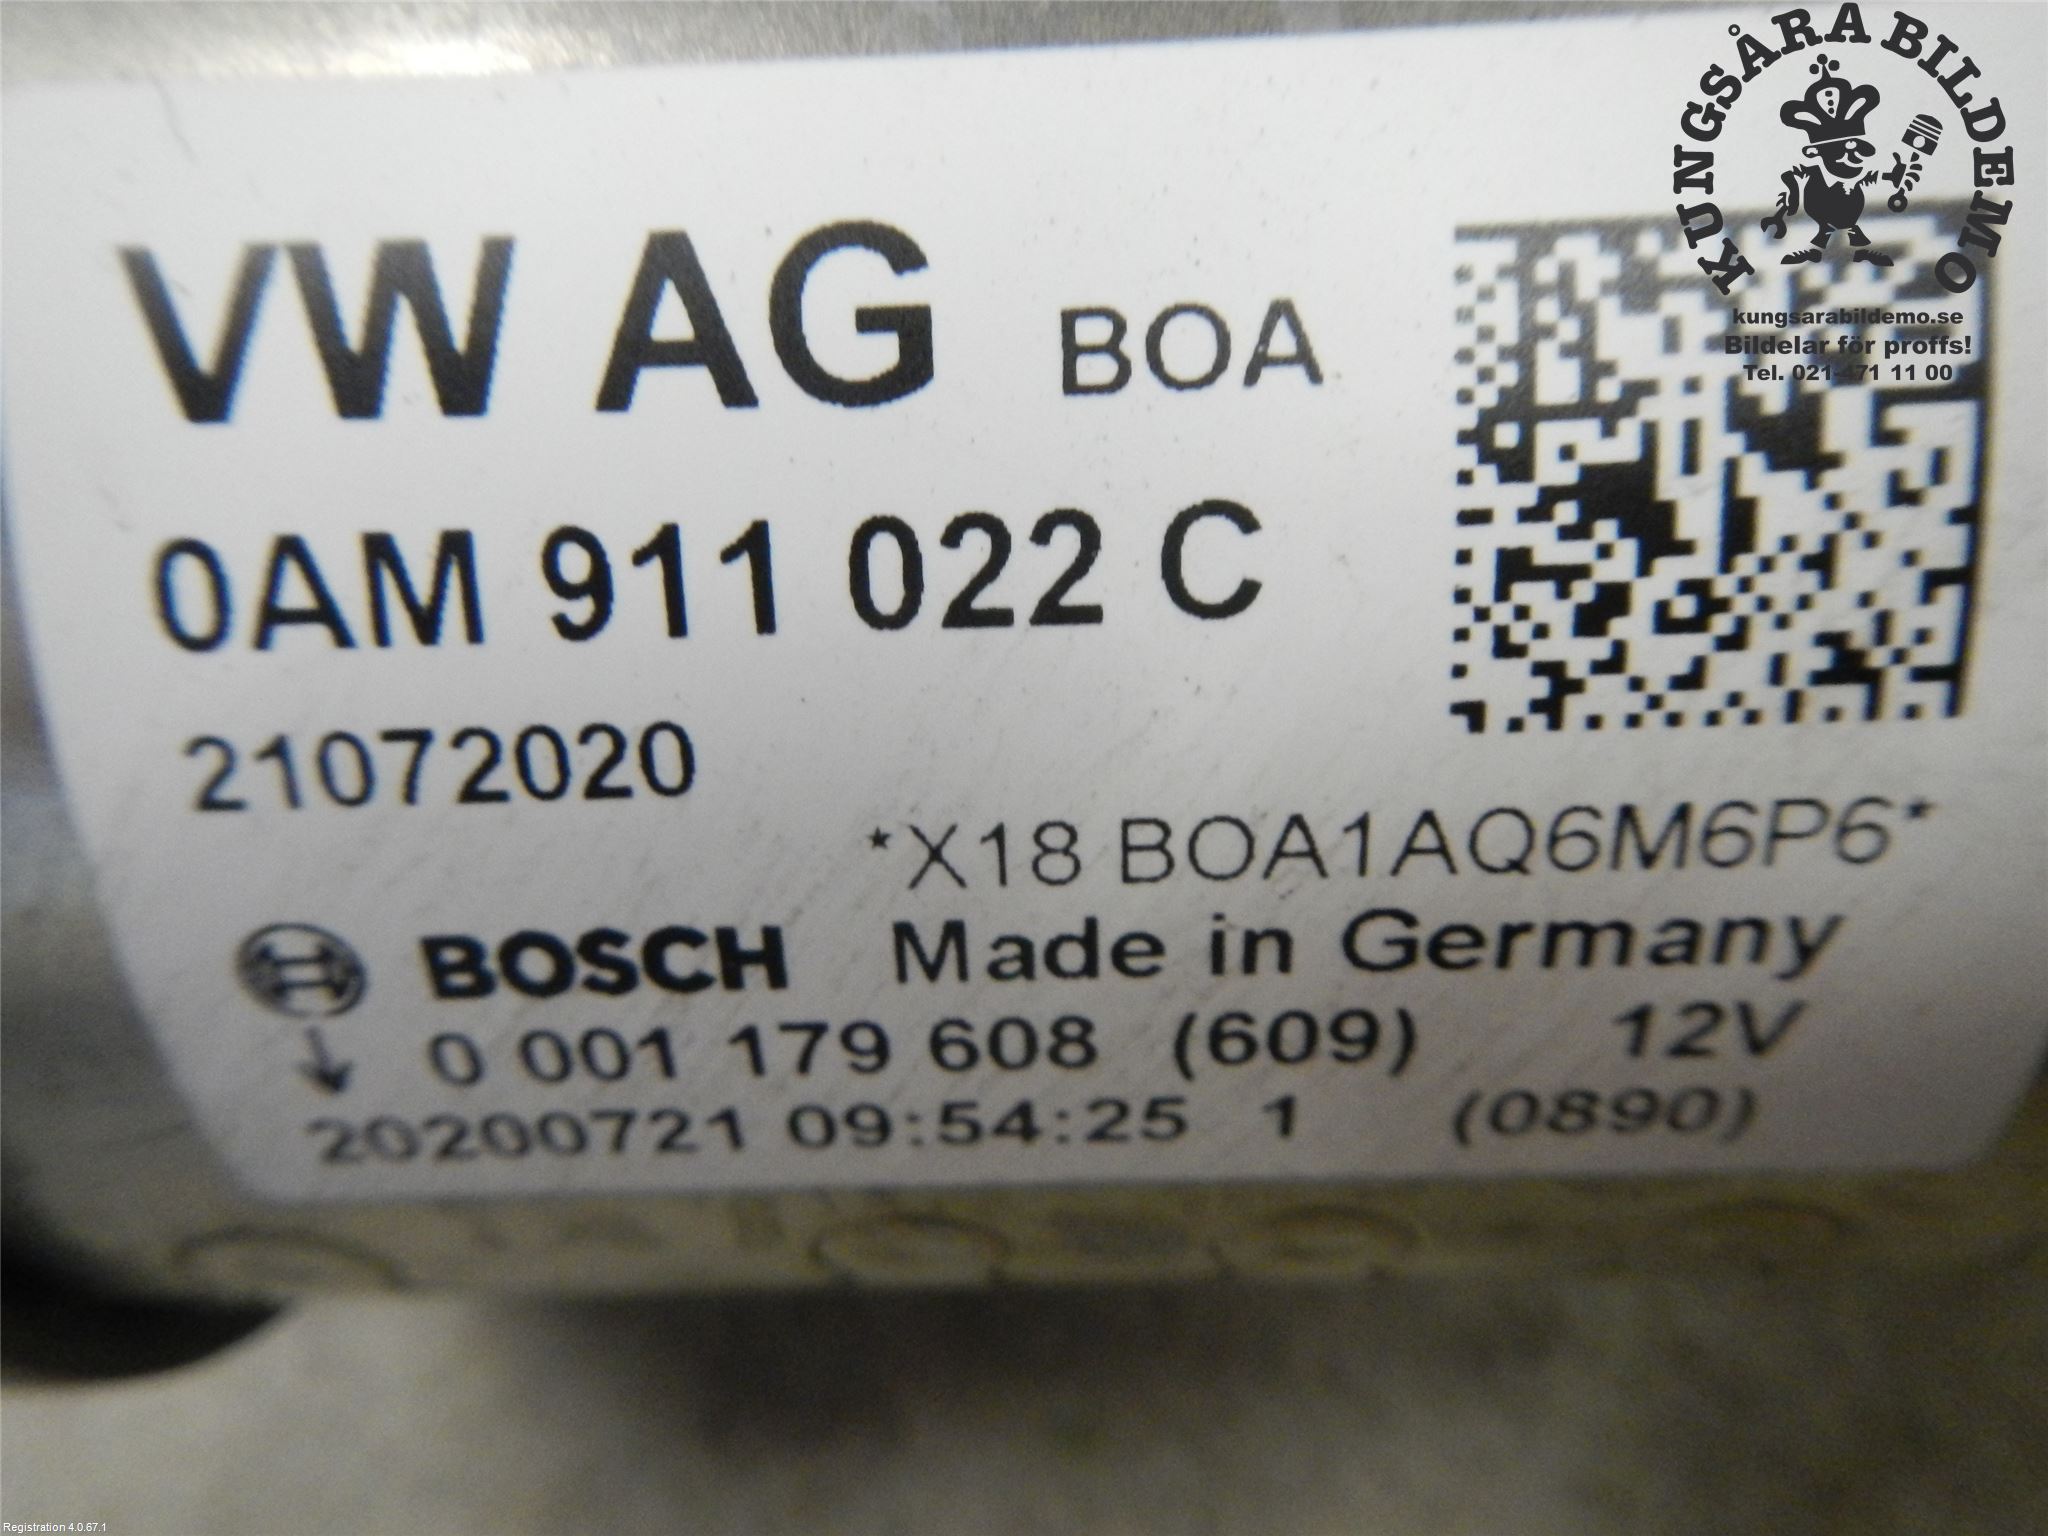 KUNGSÅRA BILDEMO
kungsarabildemo.se
Bildelar för proffs!
Tel. 021-471 11 00
VW AG BOA
0AM 911 022 C
21072020
*X18 BOA1AQ6M6P6*
BOSCH Made in Germany
0 001 179 608 (609) 12V
20200721 09:54:25 1 (0890)
Registration 4.0.67.1